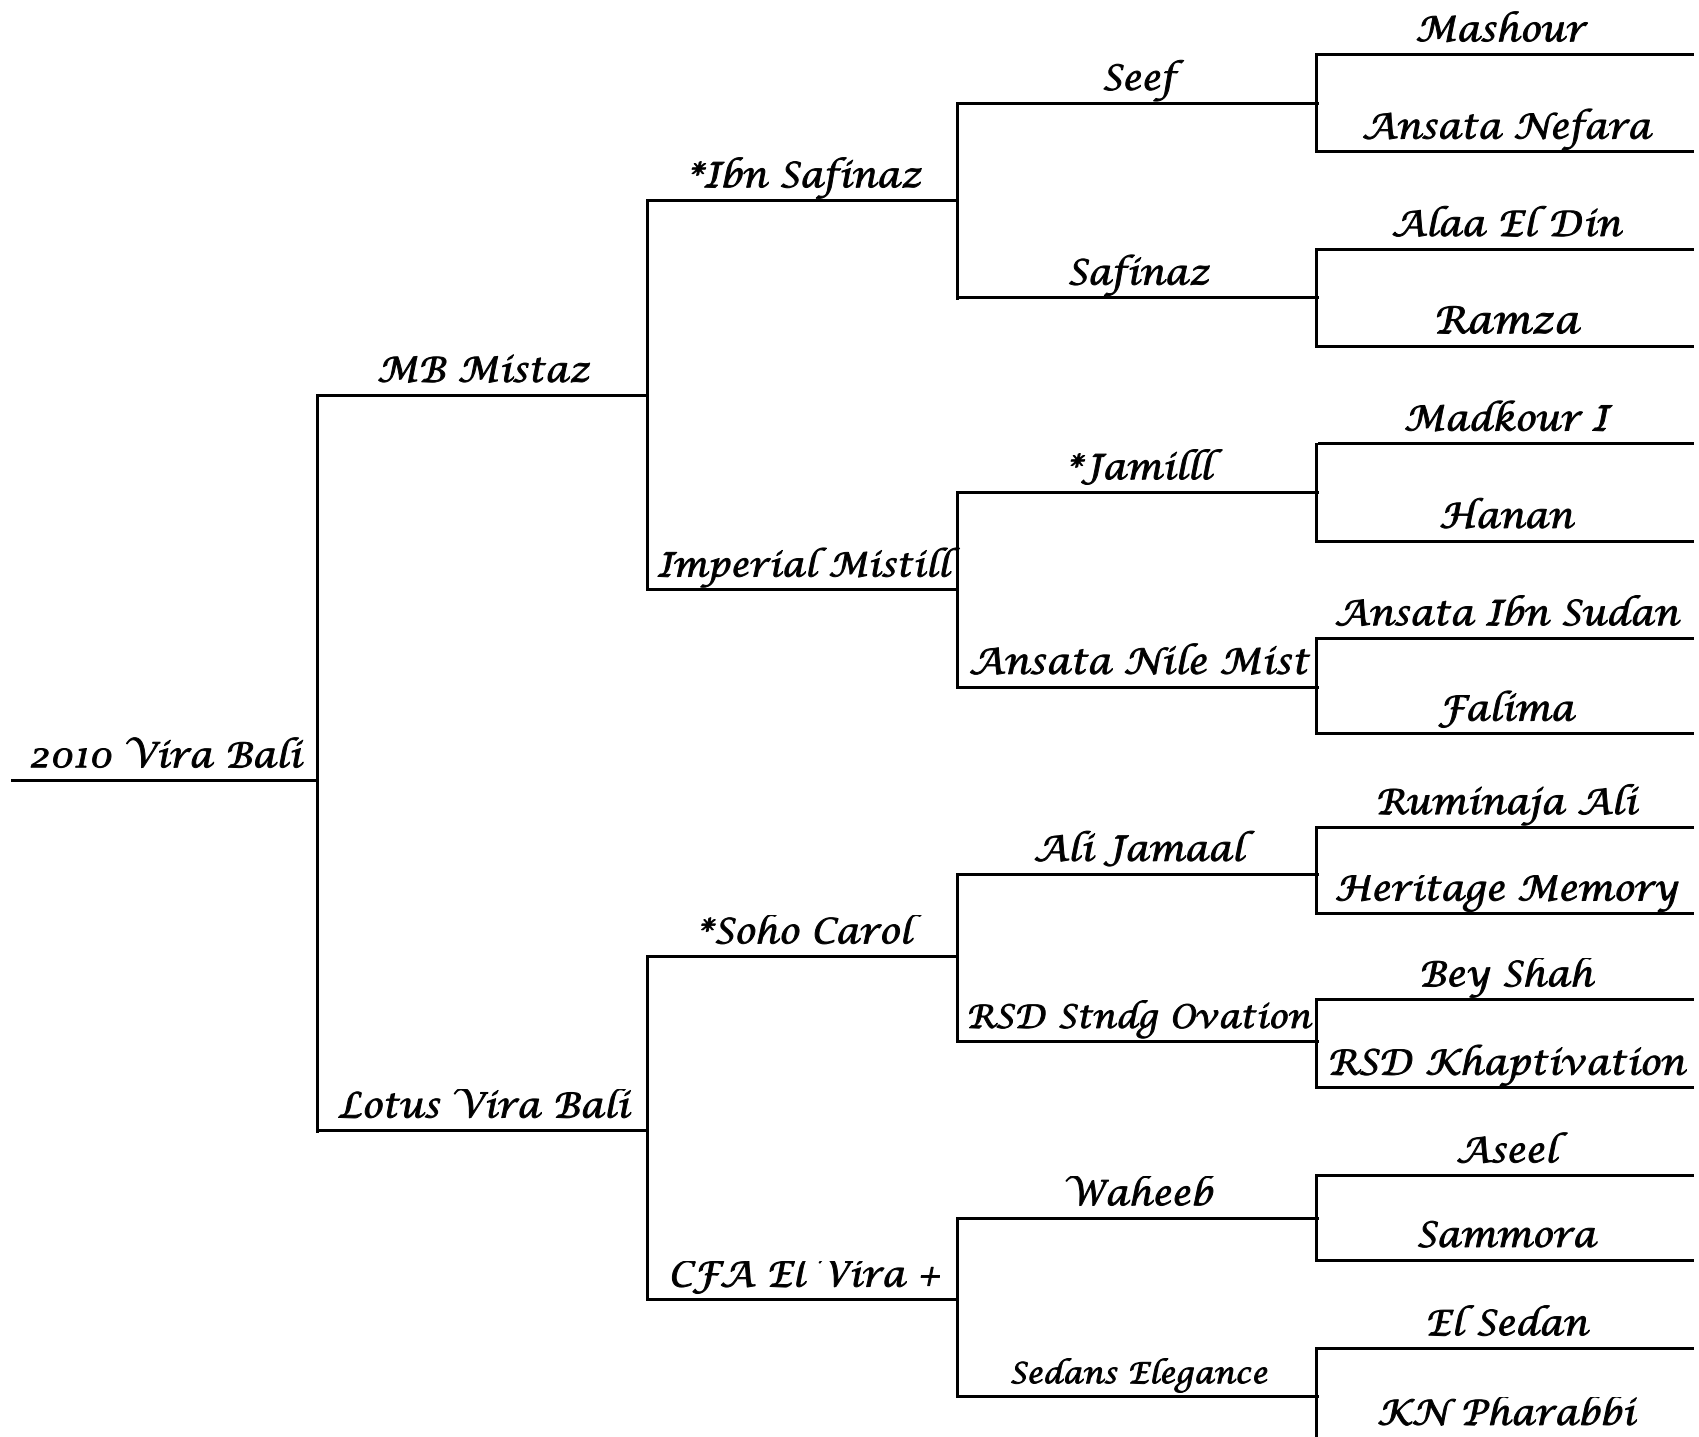 Mashour
Seef
Ansata Nefara
*Ibn Safinaz
Alaa El Din
Safinaz
Ramza
MB Mistaz
Madkour I
*Jamilll
Hanan
Imperial Mistill
Ansata Ibn Sudan
Ansata Nile Mist
Falima
2010 Vira Bali
Ruminaja Ali
Ali Jamaal
Heritage Memory
*Soho Carol
Bey Shah
RSD Stndg Ovation
RSD Khaptivation
Lotus Vira Bali
Aseel
Waheeb
Sammora
CFA El Vira +
El Sedan
Sedans Elegance
KN Pharabbi